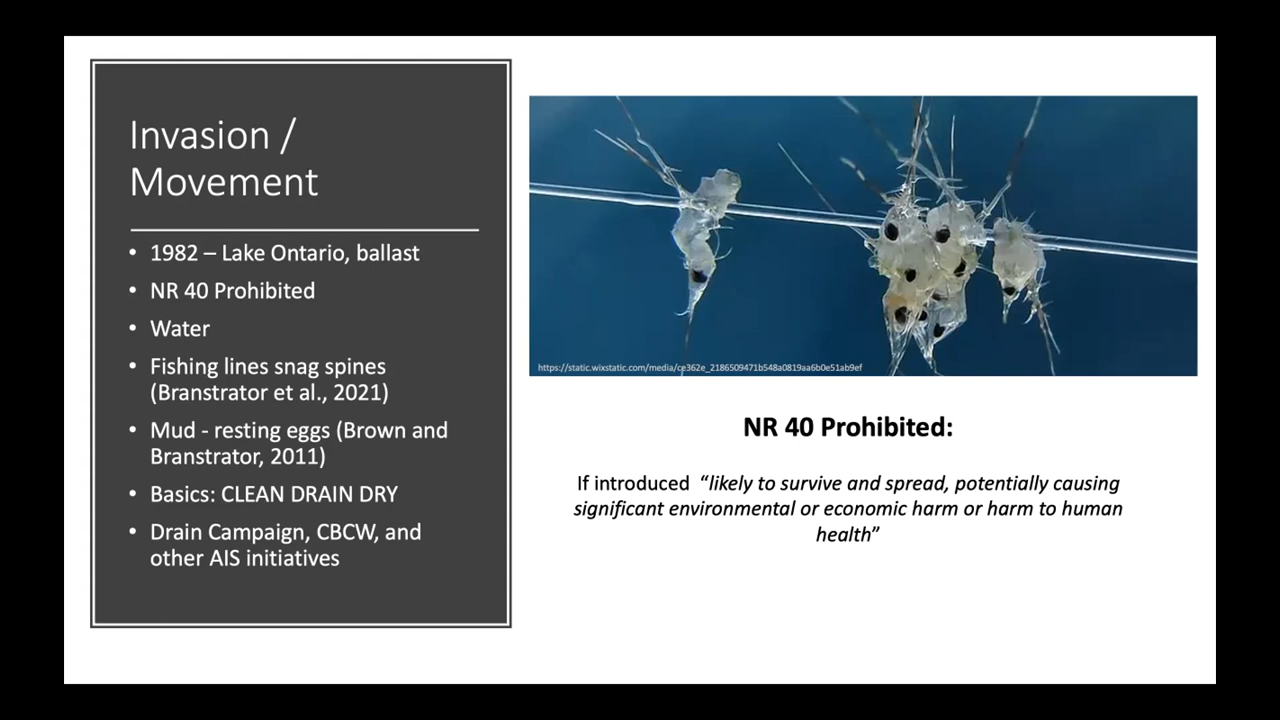 Invasion /
Movement
• 1982 – Lake Ontario, ballast
• NR 40 Prohibited
• Water
• Fishing lines snag spines
(Branstrator et al., 2021)
• Mud - resting eggs (Brown and
Branstrator, 2011)
• Basics: CLEAN DRAIN DRY
• Drain Campaign, CBCW, and
other AIS initiatives
https://static.wixstatic.com/media/ce362e_2186509471b548a0819aa6b0e51ab9ef
NR 40 Prohibited:
If introduced “likely to survive and spread, potentially causing
significant environmental or economic harm or harm to human
health”